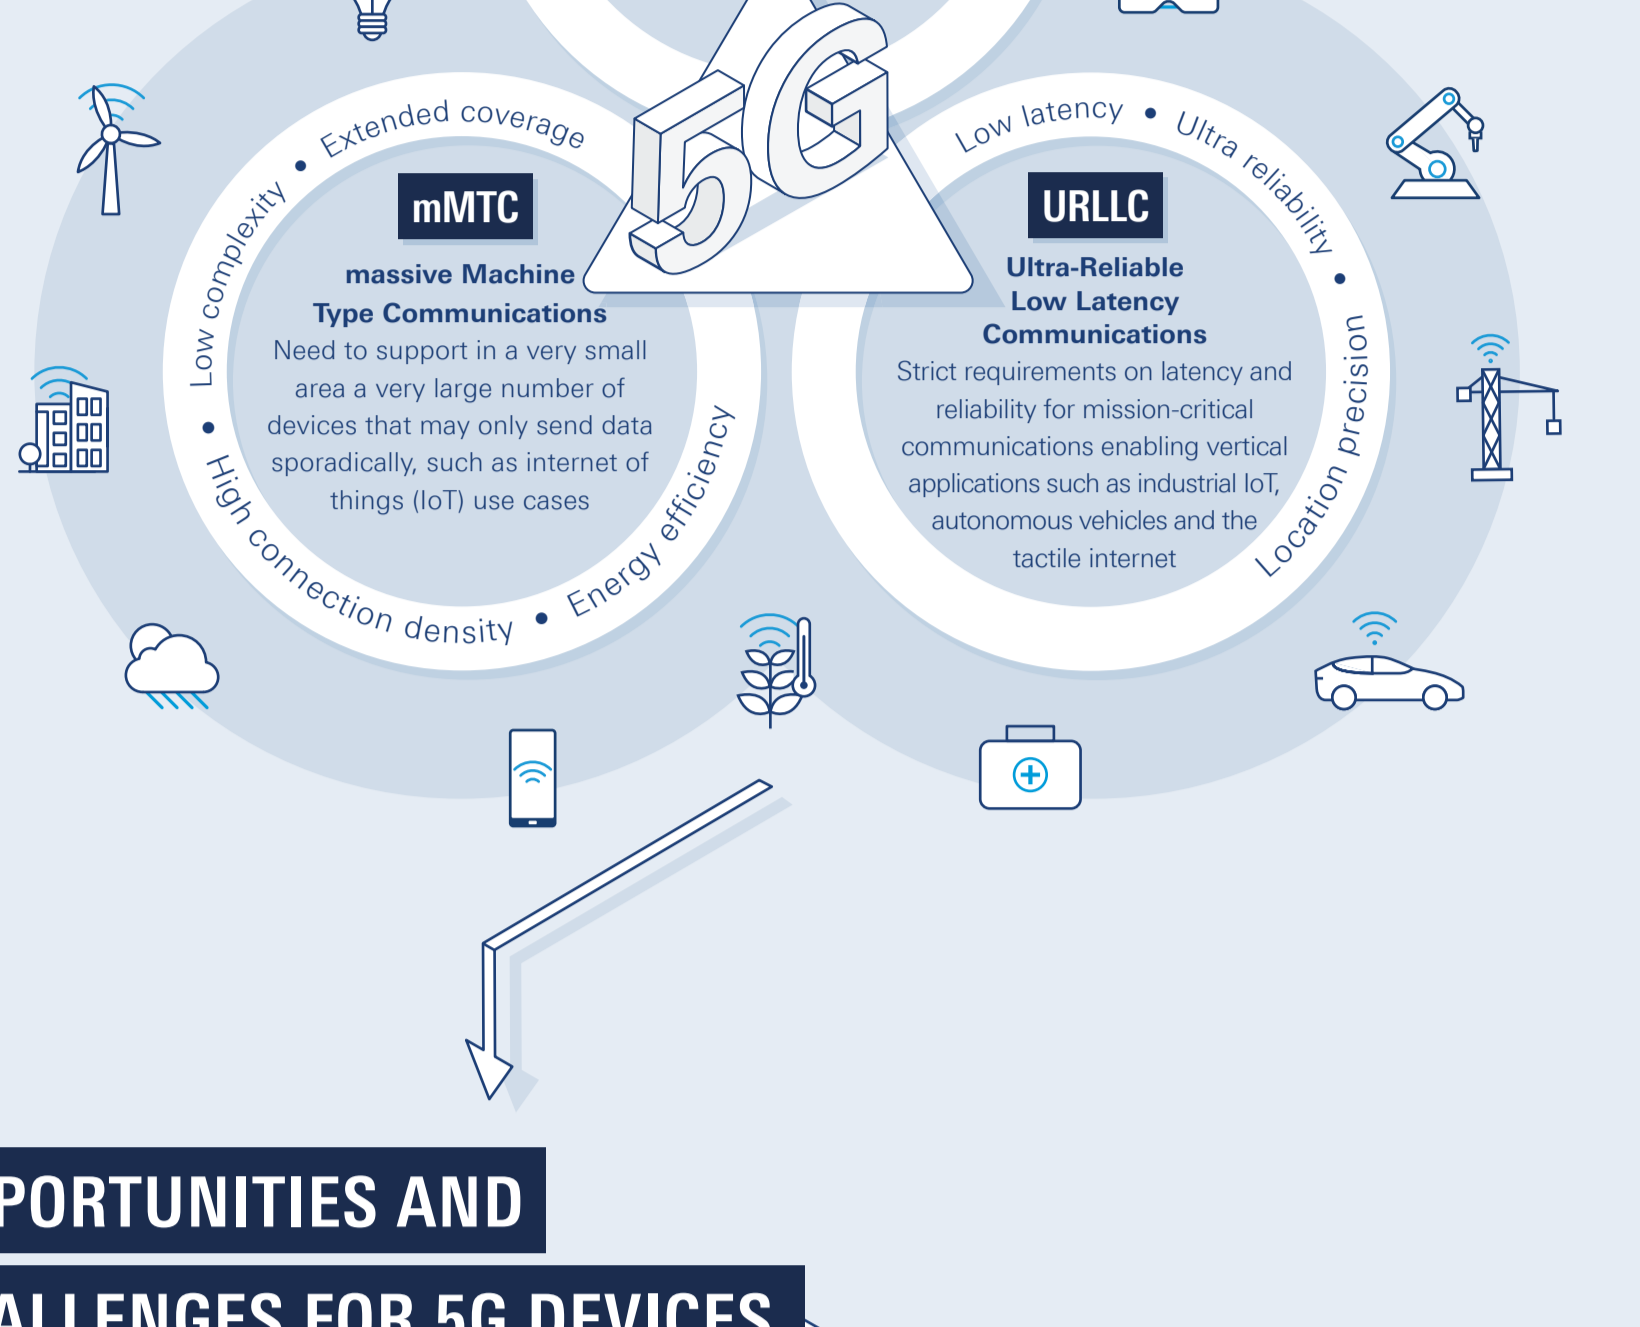 5G
Extended coverage
•
Low complexity
•
High connection density
•
Energy efficiency
mMTC
massive Machine
Type Communications
Need to support in a very small
area a very large number of
devices that may only send data
sporadically, such as internet of
things (IoT) use cases
Low latency • Ultra reliability •
Location precision
URLLC
Ultra-Reliable
Low Latency
Communications
Strict requirements on latency and
reliability for mission-critical
communications enabling vertical
applications such as industrial IoT,
autonomous vehicles and the
tactile internet
PORTUNITIES AND
ALLENGES FOR 5G DEVICES